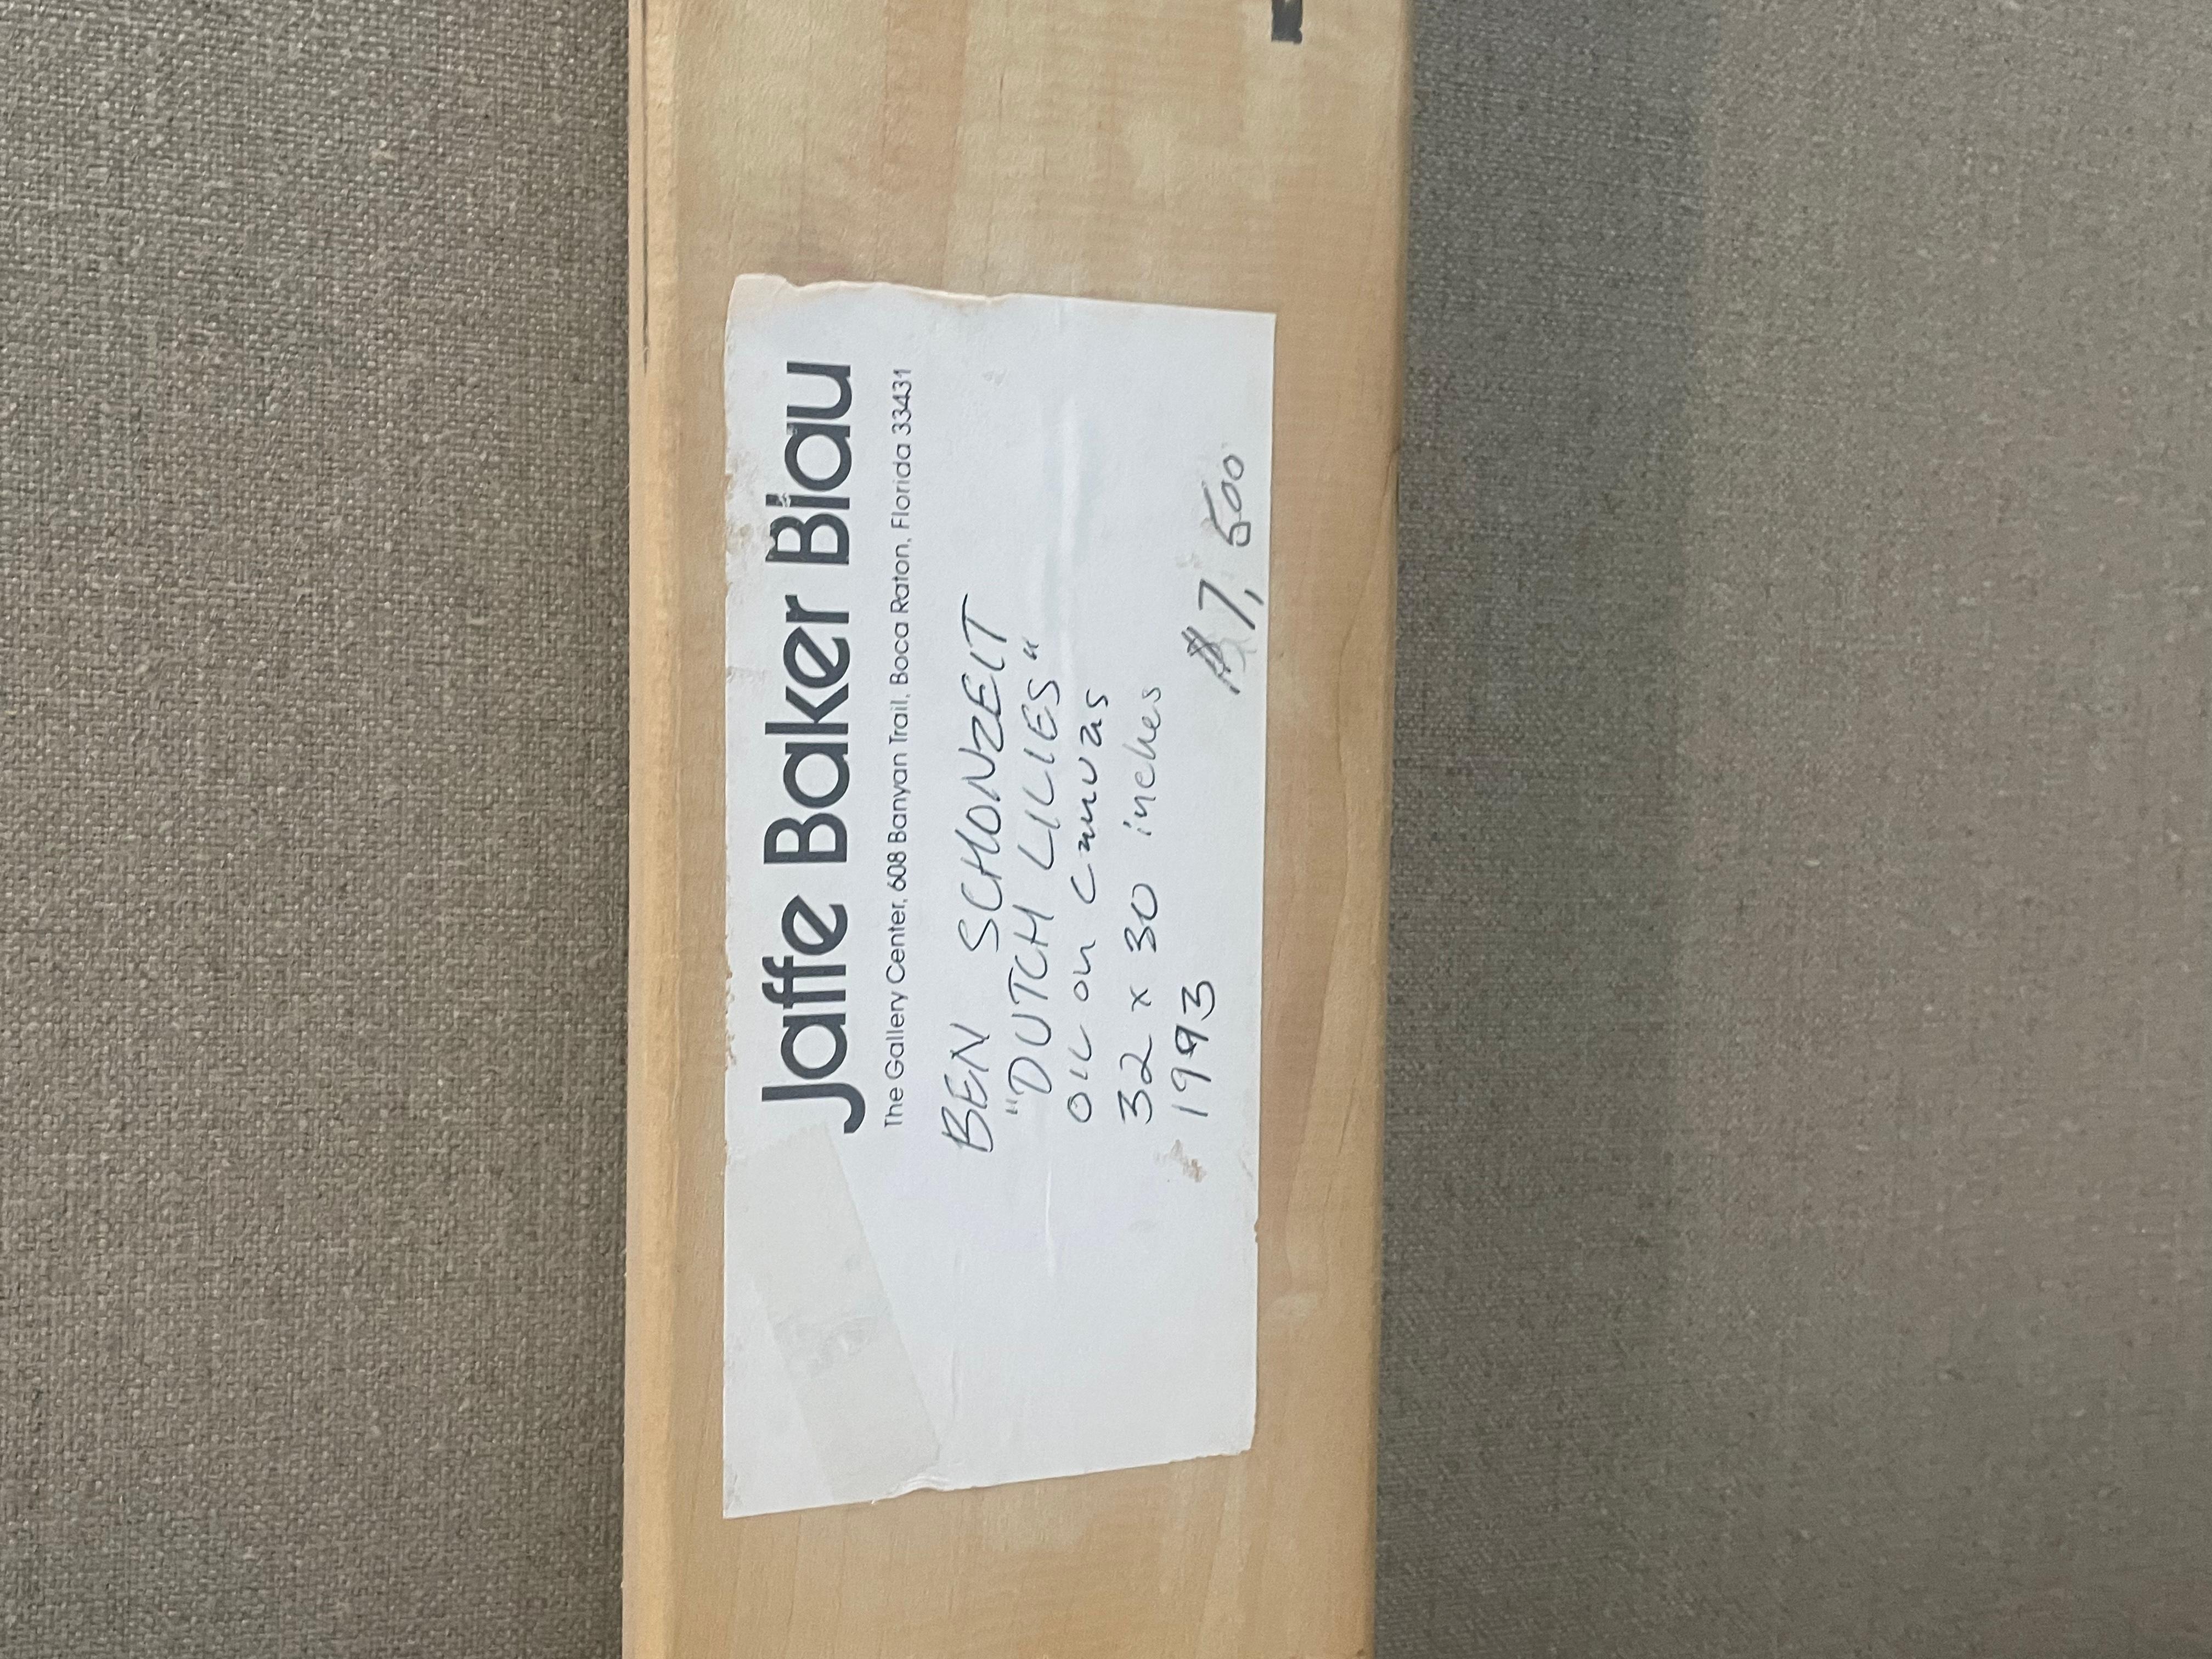 Jaffe Baker Blau
The Gallery Center, 608 Banyan Trail, Boca Raton, Florida 33431
BEN SCHONZEIT
"DUTCH LILIES"
OIL on Canvas
32 x 30 inches
1993
$7,500